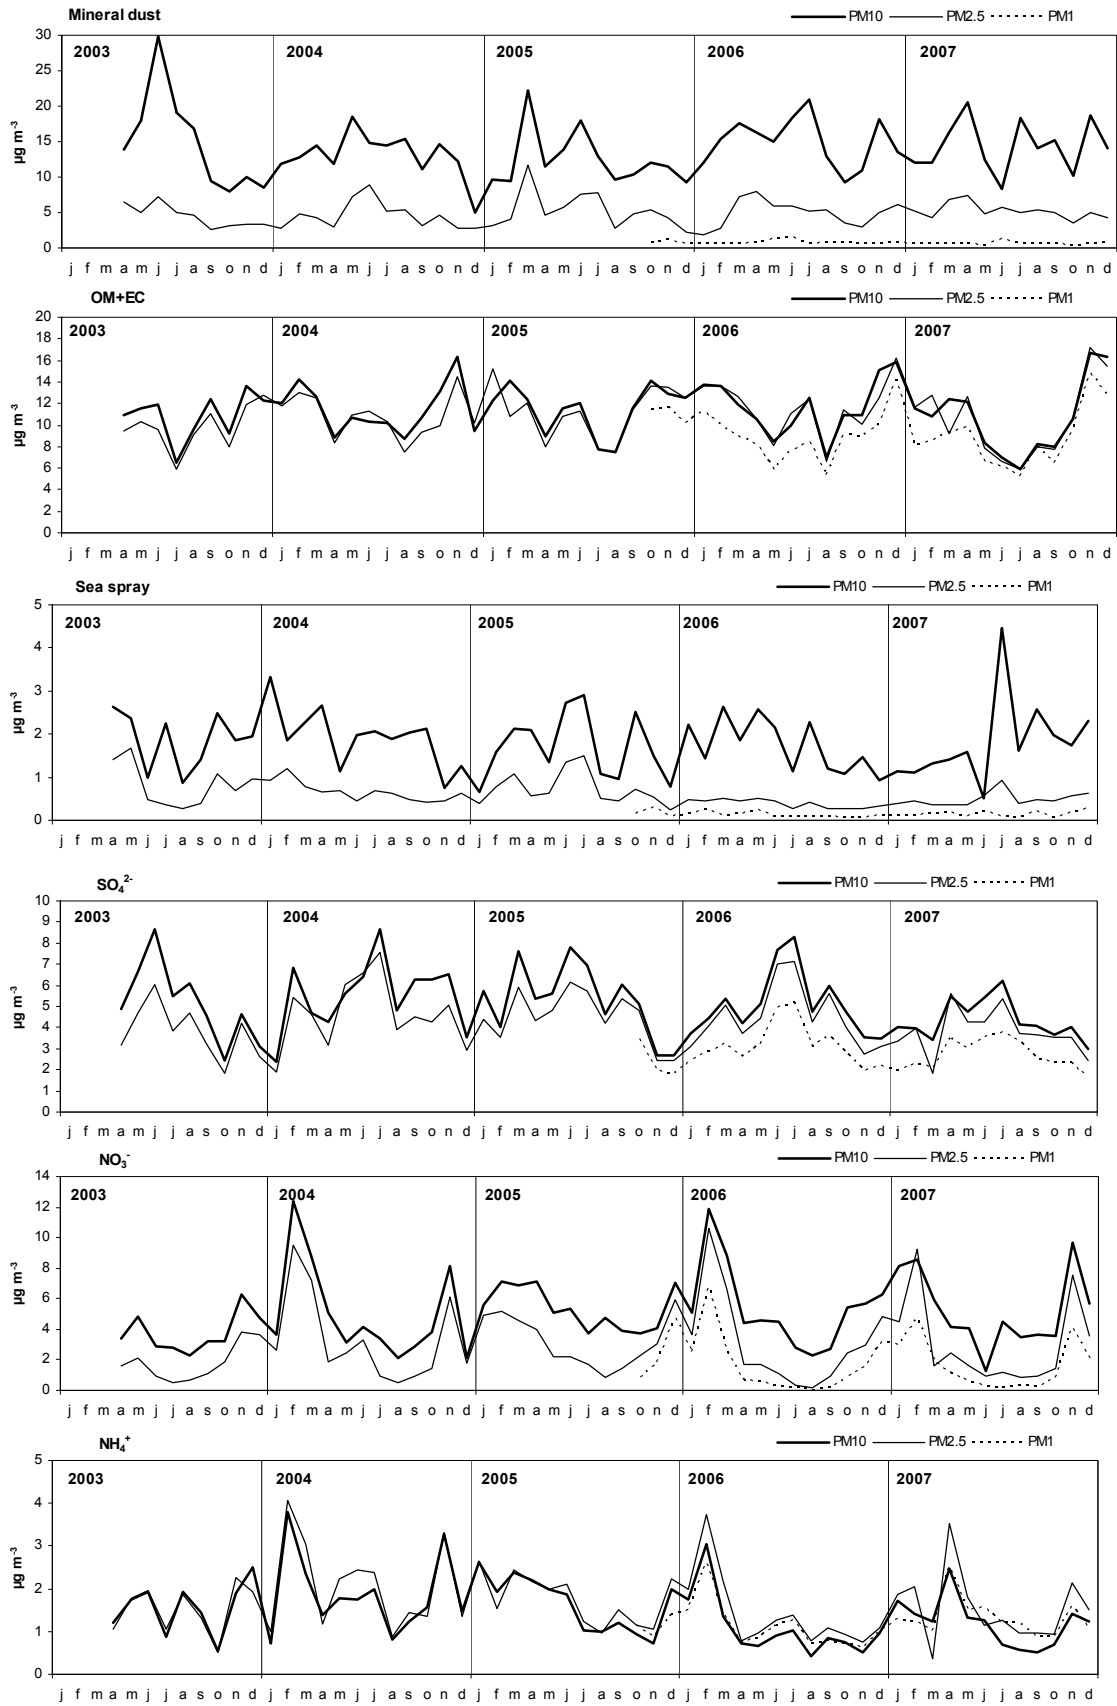 Mineral dust
PM10 PM2.5 PM1
30
25
20
15
10
5
0
µg m-3
2003 2004 2005 2006 2007
j f m a m j j a s o n d j f m a m j j a s o n d j f m a m j j a s o n d j f m a m j j a s o n d j f m a m j j a s o n d
OM+EC
PM10 PM2.5 PM1
20
18
16
14
12
10
8
6
4
2
0
µg m-3
2003 2004 2005 2006 2007
j f m a m j j a s o n d j f m a m j j a s o n d j f m a m j j a s o n d j f m a m j j a s o n d j f m a m j j a s o n d
Sea spray
PM10 PM2.5 PM1
5
4
3
2
1
0
µg m-3
2003 2004 2005 2006 2007
j f m a m j j a s o n d j f m a m j j a s o n d j f m a m j j a s o n d j f m a m j j a s o n d j f m a m j j a s o n d
SO₄²⁻
PM10 PM2.5 PM1
10
9
8
7
6
5
4
3
2
1
0
µg m-3
2003 2004 2005 2006 2007
j f m a m j j a s o n d j f m a m j j a s o n d j f m a m j j a s o n d j f m a m j j a s o n d j f m a m j j a s o n d
NO₃⁻
PM10 PM2.5 PM1
14
12
10
8
6
4
2
0
µg m-3
2003 2004 2005 2006 2007
j f m a m j j a s o n d j f m a m j j a s o n d j f m a m j j a s o n d j f m a m j j a s o n d j f m a m j j a s o n d
NH₄⁺
PM10 PM2.5 PM1
5
4
3
2
1
0
µg m-3
2003 2004 2005 2006 2007
j f m a m j j a s o n d j f m a m j j a s o n d j f m a m j j a s o n d j f m a m j j a s o n d j f m a m j j a s o n d